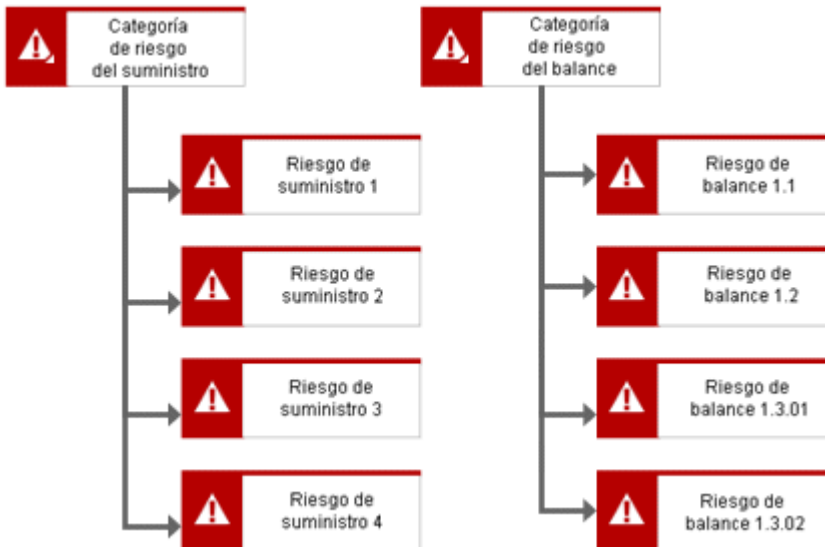 Categoría
de riesgo
del suministro
Riesgo de
suministro 1
Riesgo de
suministro 2
Riesgo de
suministro 3
Riesgo de
suministro 4
Categoría
de riesgo
del balance
Riesgo de
balance 1.1
Riesgo de
balance 1.2
Riesgo de
balance 1.3.01
Riesgo de
balance 1.3.02